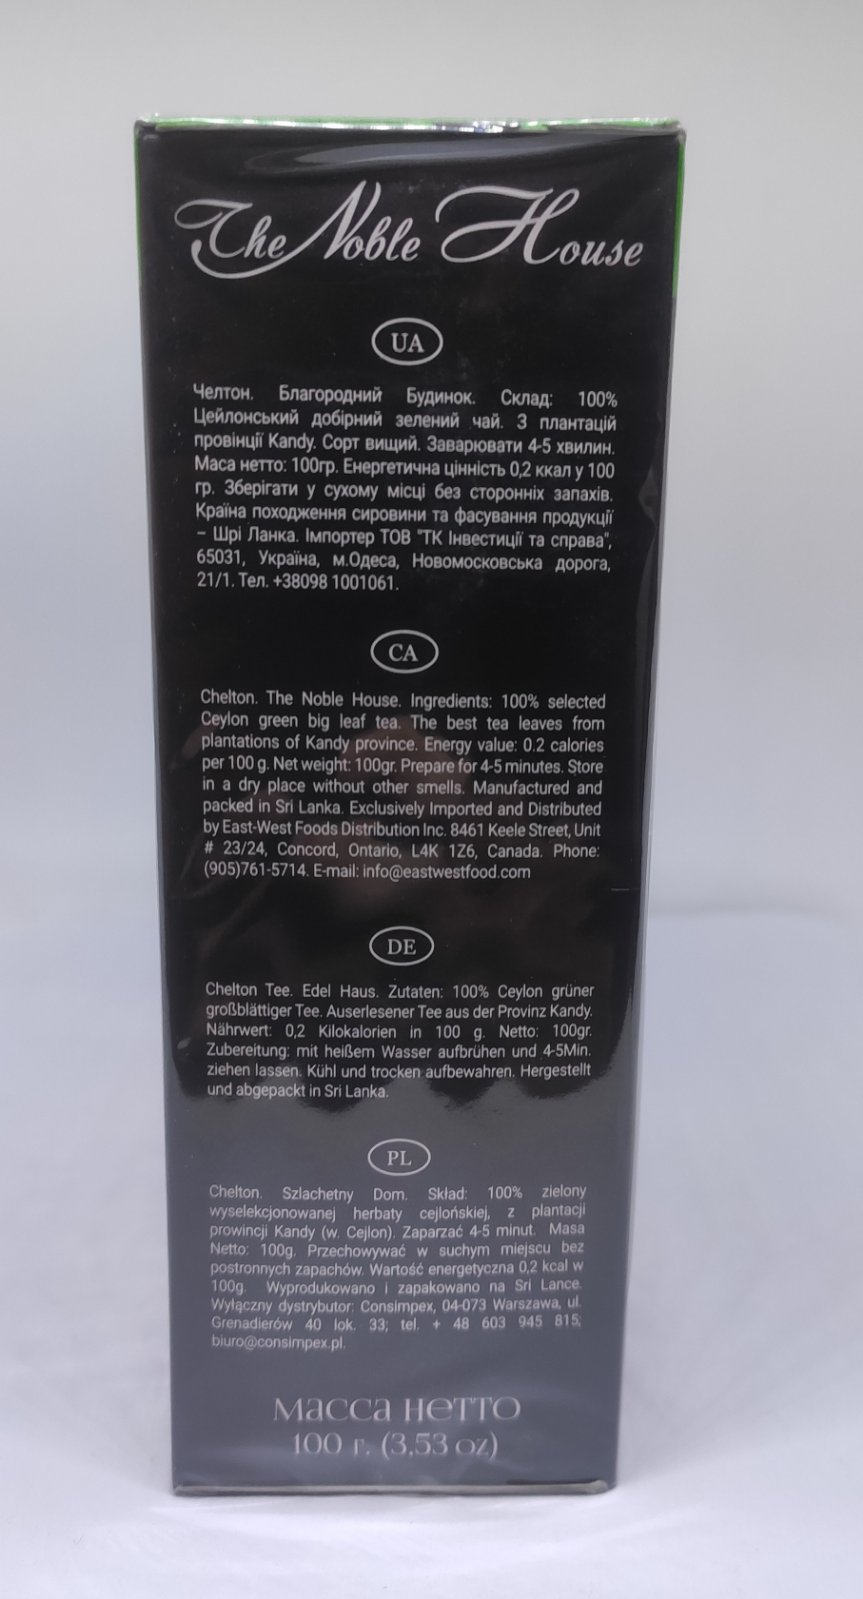 The Noble House
UA
Челтон. Благородний Будинок. Склад: 100%
Цейлонський добірний зелений чай. З плантацій
провінції Kandy. Сорт вищий. Заварювати 4-5 хвилин.
Маса нетто: 100гр. Енергетична цінність 0,2 ккал у 100
гр. Зберігати у сухому місці без сторонніх запахів.
Країна походження сировини та фасування продукції
– Шрі Ланка. Імпортер ТОВ "ТК Інвестиції та справа",
65031, Україна, м.Одеса, Новомосковська дорога,
21/1. Тел. +38098 1001061.
CA
Chelton. The Noble House. Ingredients: 100% selected
Ceylon green big leaf tea. The best tea leaves from
plantations of Kandy province. Energy value: 0.2 calories
per 100 g. Net weight: 100gr. Prepare for 4-5 minutes. Store
in a dry place without other smells. Manufactured and
packed in Sri Lanka. Exclusively Imported and Distributed
by East-West Foods Distribution Inc. 8461 Keele Street, Unit
# 23/24, Concord, Ontario, L4K 1Z6, Canada. Phone:
(905)761-5714. E-mail: info@eastwestfood.com
DE
Chelton Tee. Edel Haus. Zutaten: 100% Ceylon grüner
großblättiger Tee. Auserlesener Tee aus der Provinz Kandy.
Nährwert: 0,2 Kilokalorien in 100 g. Netto: 100gr.
Zubereitung: mit heißem Wasser aufbrühen und 4-5Min.
ziehen lassen. Kühl und trocken aufbewahren. Hergestellt
und abgepackt in Sri Lanka.
PL
Chelton. Szlachetny Dom. Skład: 100% zielony
wyselekcjonowanej herbaty cejlońskiej, z plantacji
prowincji Kandy (w. Cejlon). Zaparzać 4-5 minut. Masa
Netto: 100g. Przechowywać w suchym miejscu bez
postronnych zapachów. Wartość energetyczna 0,2 kcal w
100g. Wyprodukowano i zapakowano na Sri Lance.
Wyłączny dystrybutor: Consimpex, 04-073 Warszawa, ul.
Grenadierów 40 lok. 33; tel. + 48 603 945 815;
biuro@consimpex.pl.
Масса нетто
100 г. (3,53 oz)